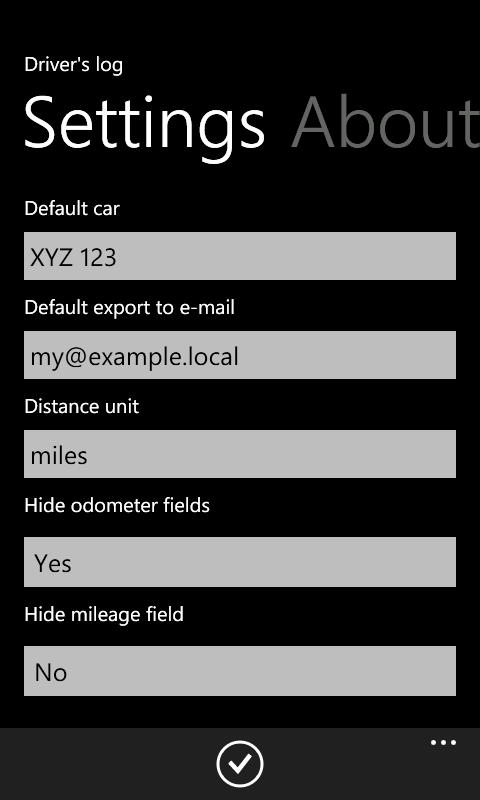 Driver's log
Settings About
Default car
XYZ 123
Default export to e-mail
my@example.local
Distance unit
miles
Hide odometer fields
Yes
Hide mileage field
No